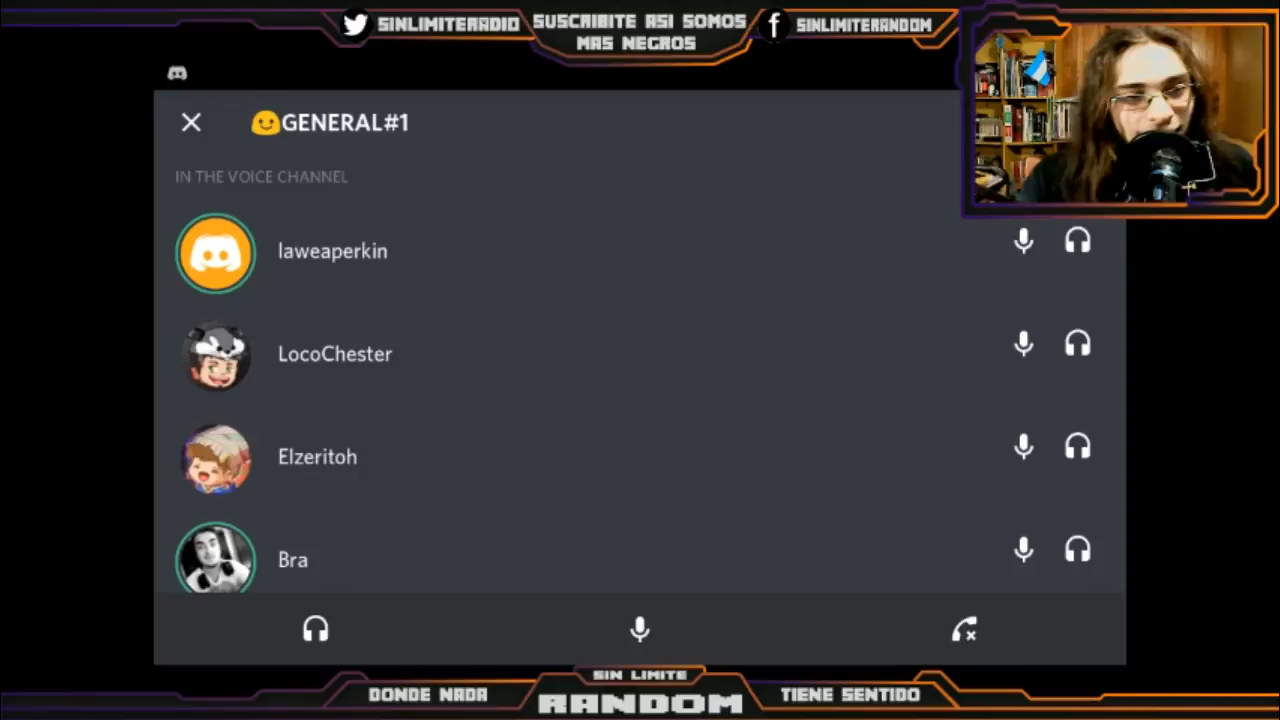 SINLIMITERADIO
SUSCRIBITE ASI SOMOS
MAS NEGROS
f SINLIMITERANDOM
GENERAL#1
IN THE VOICE CHANNEL
laweaperkin
LocoChester
Elzeritoh
Bra
DONDE NADA
SIN LIMITE
RANDOM
TIENE SENTIDO